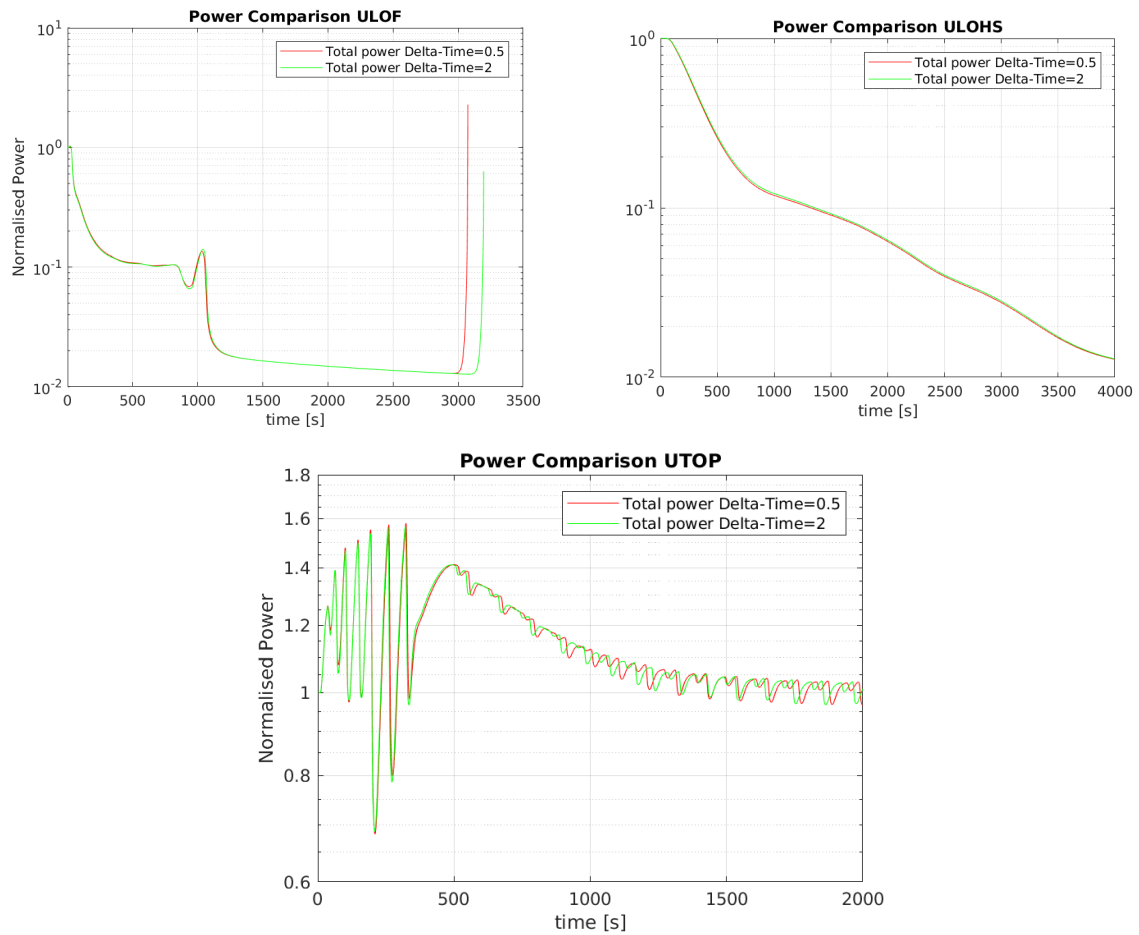 Power Comparison ULOF
Total power Delta-Time=0.5
Total power Delta-Time=2
10^1
10^0
10^-1
10^-2
Normalised Power
0 500 1000 1500 2000 2500 3000 3500
time [s]
Power Comparison ULOHS
Total power Delta-Time=0.5
Total power Delta-Time=2
10^0
10^-1
10^-2
0 500 1000 1500 2000 2500 3000 3500 4000
time [s]
Power Comparison UTOP
Total power Delta-Time=0.5
Total power Delta-Time=2
1.8
1.6
1.4
1.2
1
0.8
0.6
Normalised Power
0 500 1000 1500 2000
time [s]